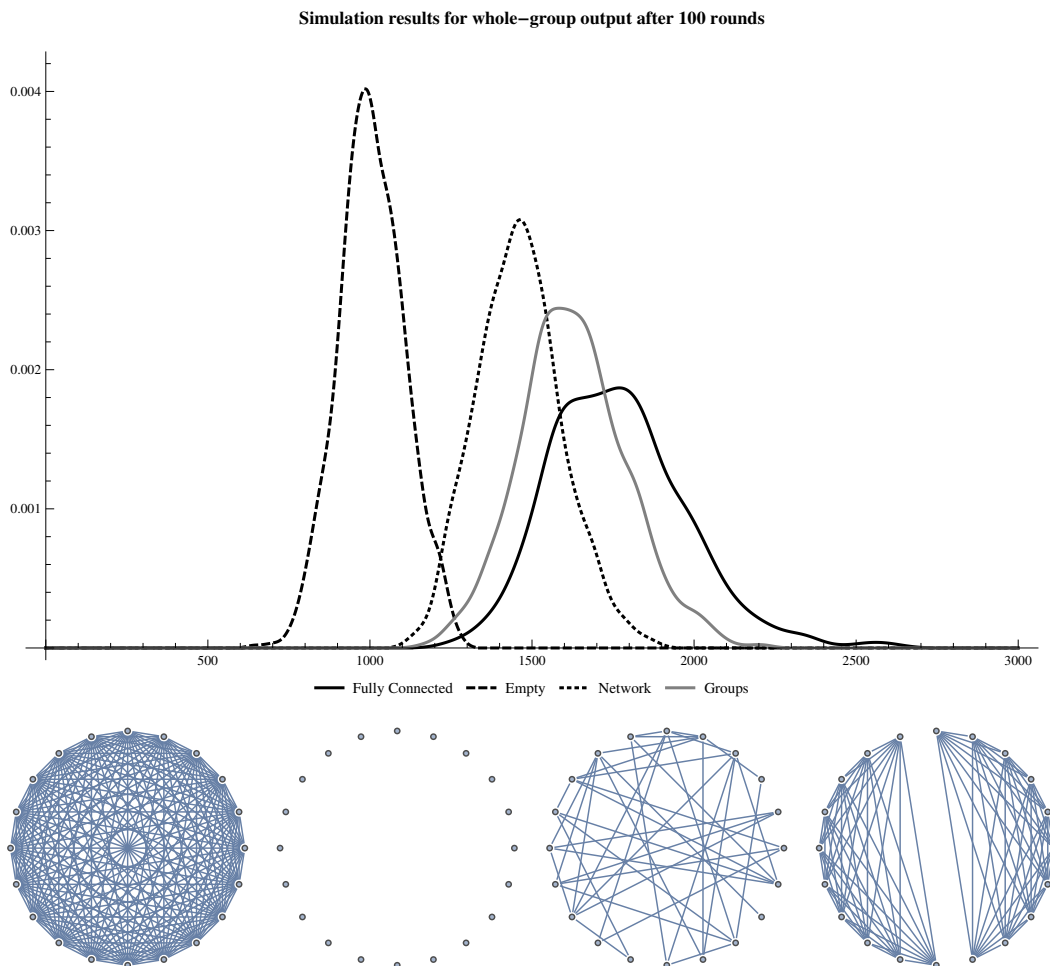 Simulation results for whole−group output after 100 rounds
0.004
0.003
0.002
0.001
500 1000 1500 2000 2500 3000
Fully Connected Empty Network Groups